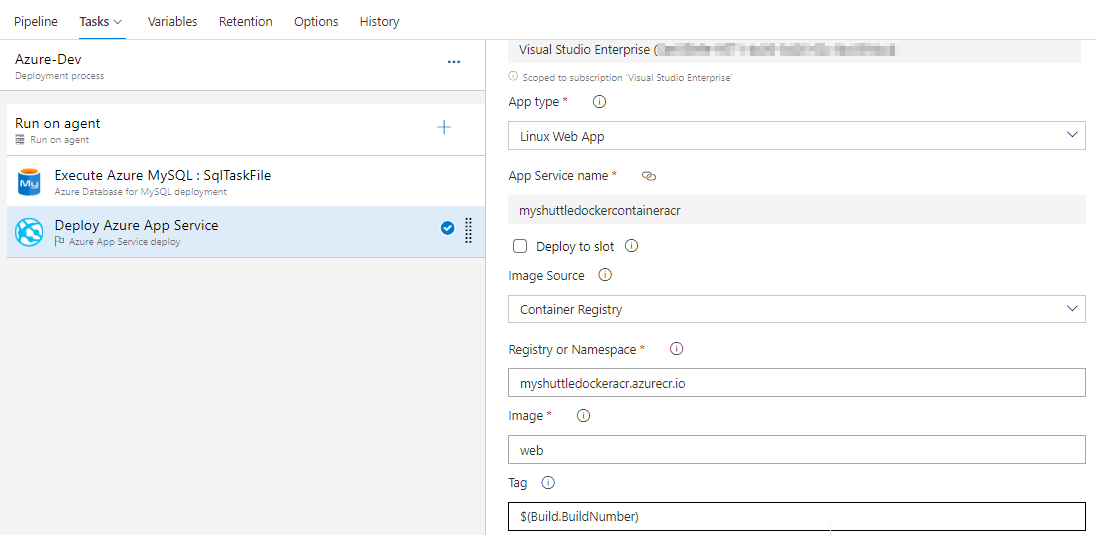 Pipeline Tasks Variables Retention Options History
Azure-Dev
Deployment process
Run on agent
Run on agent
My
Execute Azure MySQL : SqlTaskFile
Azure Database for MySQL deployment
Deploy Azure App Service
Azure App Service deploy
Visual Studio Enterprise (
Scoped to subscription 'Visual Studio Enterprise'
App type *
Linux Web App
App Service name *
myshuttledockercontaineracr
Deploy to slot
Image Source
Container Registry
Registry or Namespace *
myshuttledockeracr.azurecr.io
Image *
web
Tag
$(Build.BuildNumber)